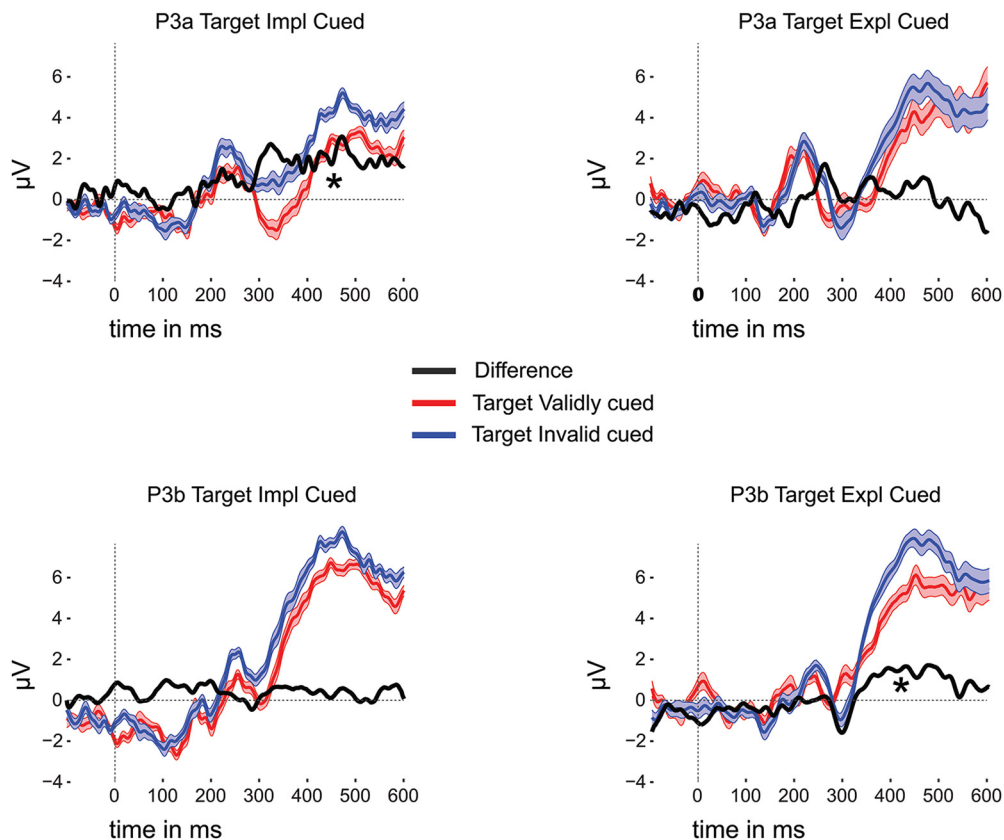 P3a Target Impl Cued
6
4
2
0
−2
−4
µV
*
0 100 200 300 400 500 600
time in ms
P3a Target Expl Cued
6
4
2
0
−2
−4
µV
0 100 200 300 400 500 600
time in ms
Difference
Target Validly cued
Target Invalid cued
P3b Target Impl Cued
6
4
2
0
−2
−4
µV
0 100 200 300 400 500 600
time in ms
P3b Target Expl Cued
6
4
2
0
−2
−4
µV
*
0 100 200 300 400 500 600
time in ms